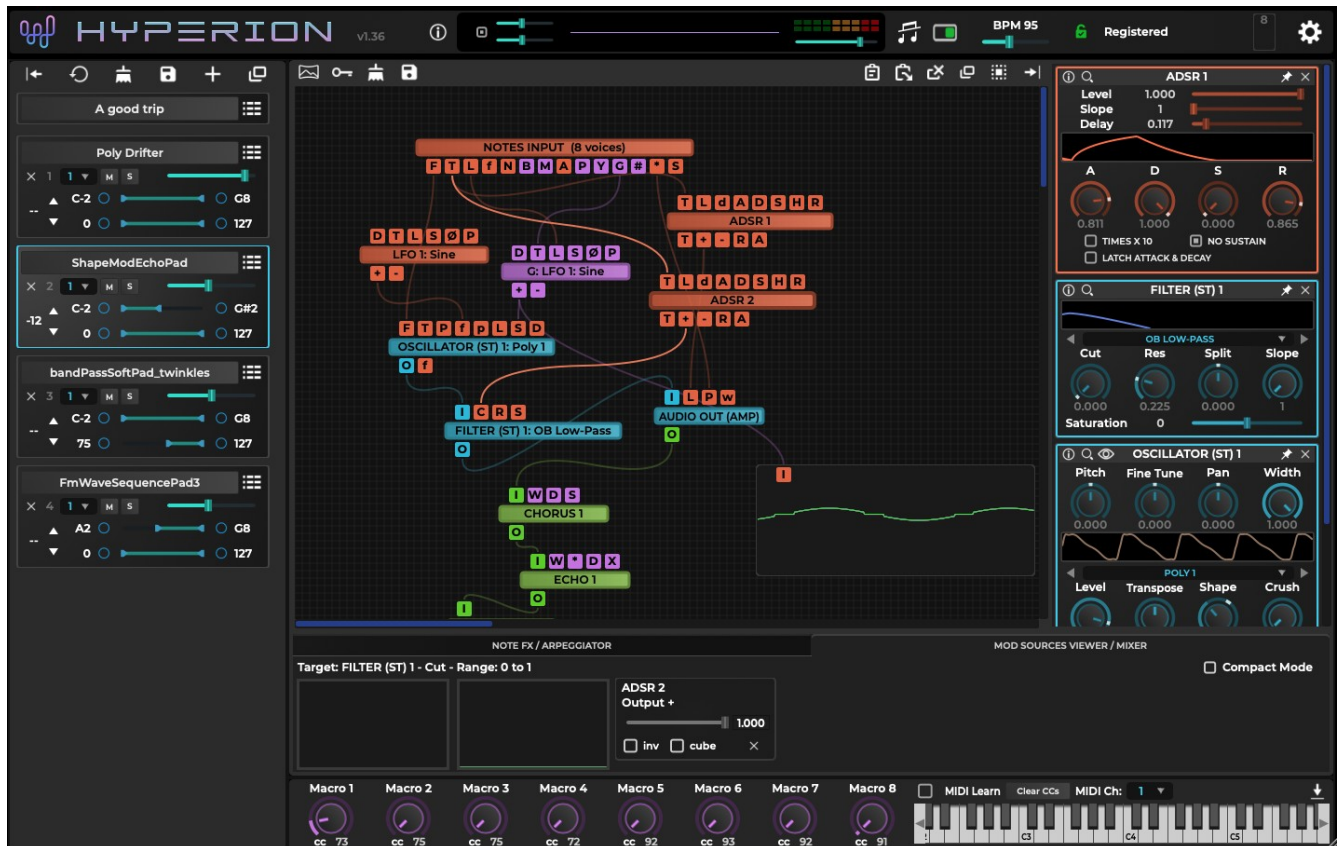 HYPERION v1.36
BPM 95
Registered
8
A good trip
Poly Drifter
1 1 M S
C-2 G8
--
0 127
ShapeModEchoPad
2 1 M S
C-2 G#2
-12
0 127
bandPassSoftPad_twinkles
3 1 M S
C-2 G8
--
75 127
FmWaveSequencePad3
4 1 M S
A2 G8
--
0 127
NOTES INPUT (8 voices)
F T L f N B M A P Y G # * S
T L d A D S H R
ADSR 1
T + - R A
D T L S Ø P
LFO 1: Sine
+ -
D T L S Ø P
G: LFO 1: Sine
+ -
T L d A D S H R
ADSR 2
T + - R A
F T P f p L S D
OSCILLATOR (ST) 1: Poly 1
O f
I C R S
FILTER (ST) 1: OB Low-Pass
O
I L P w
AUDIO OUT (AMP)
O
I
I W D S
CHORUS 1
O
I W * D X
ECHO 1
O
I
ADSR 1
Level 1.000
Slope 1
Delay 0.117
A D S R
0.811 1.000 0.000 0.865
TIMES X 10 NO SUSTAIN
LATCH ATTACK & DECAY
FILTER (ST) 1
OB LOW-PASS
Cut Res Split Slope
0.000 0.225 0.000 1
Saturation 0
OSCILLATOR (ST) 1
Pitch Fine Tune Pan Width
0.000 0.000 0.000 1.000
POLY 1
Level Transpose Shape Crush
NOTE FX / ARPEGGIATOR
MOD SOURCES VIEWER / MIXER
Target: FILTER (ST) 1 - Cut - Range: 0 to 1
Compact Mode
ADSR 2
Output +
1.000
inv cube
Macro 1 Macro 2 Macro 3 Macro 4 Macro 5 Macro 6 Macro 7 Macro 8
cc 73 cc 75 cc 75 cc 72 cc 92 cc 93 cc 92 cc 91
MIDI Learn Clear CCs MIDI Ch: 1
C3 C4 C5